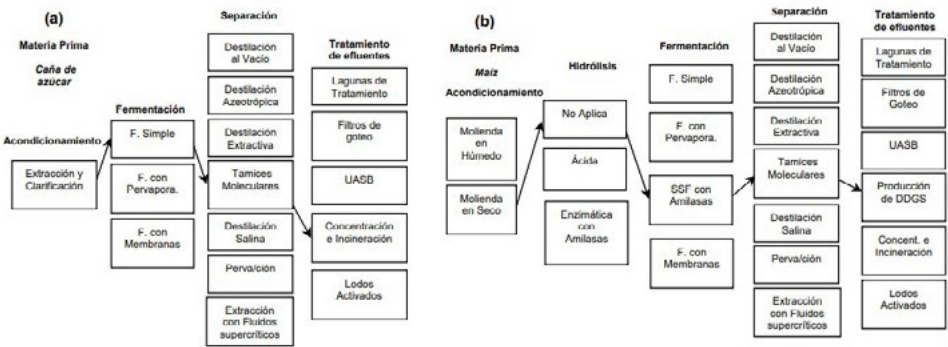 (a)
Materia Prima
Caña de
azúcar
Acondicionamiento
Extracción y
Clarificación
Fermentación
F. Simple
F. con
Pervapora.
F. con
Membranas
Separación
Destilación
al Vacío
Destilación
Azeotrópica
Destilación
Extractiva
Tamices
Moleculares
Destilación
Salina
Perva/ción
Extracción
con Fluidos
supercríticos
Tratamiento
de efluentes
Lagunas de
Tratamiento
Filtros de
goteo
UASB
Concentración
e Incineración
Lodos
Activados
(b)
Materia Prima
Maíz
Acondicionamiento
Molienda
en
Húmedo
Molienda
en Seco
Hidrólisis
No Aplica
Ácida
Enzimática
con
Amilasas
Fermentación
F. Simple
F. con
Pervapora.
SSF con
Amilasas
F. con
Membranas
Separación
Destilación
al Vacío
Destilación
Azeotrópica
Destilación
Extractiva
Tamices
Moleculares
Destilación
Salina
Perva/ción
Extracción
con Fluidos
supercríticos
Tratamiento
de efluentes
Lagunas de
Tratamiento
Filtros de
Goteo
UASB
Producción
de DDGS
Concent. e
Incineración
Lodos
Activados